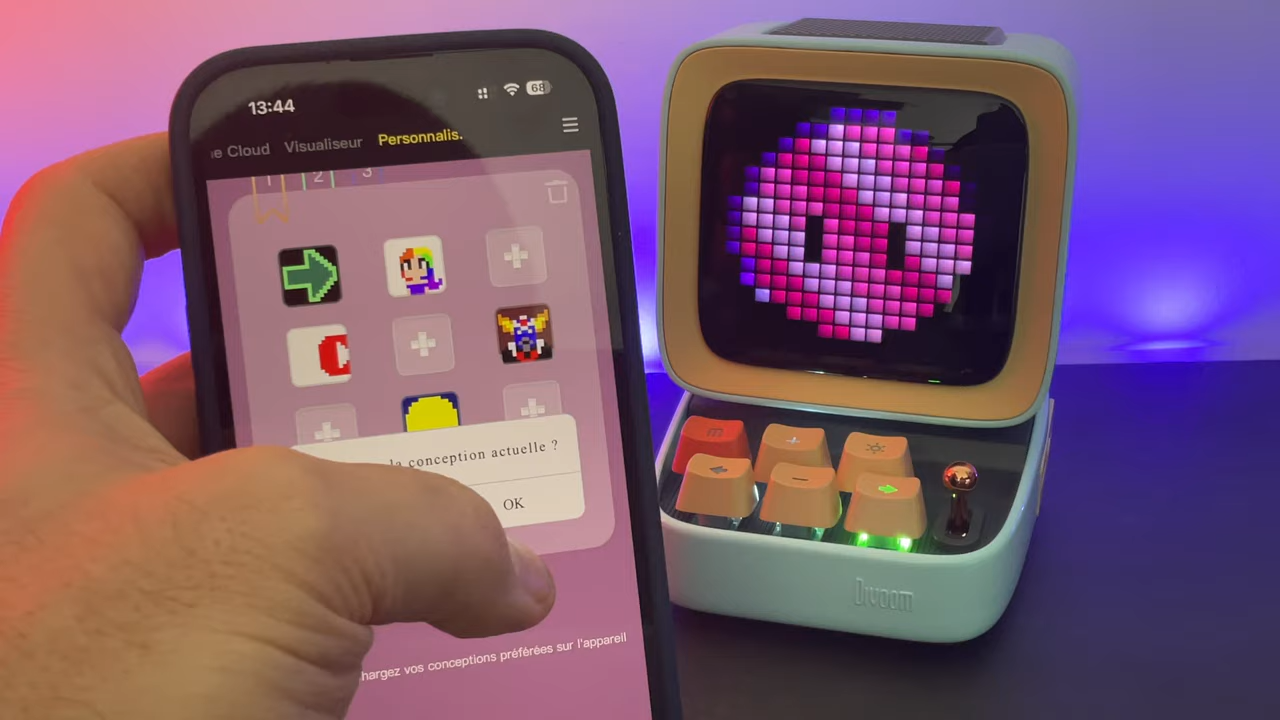 13:44
68
e Cloud Visualiseur Personnalis.
1 2 3
la conception actuelle ?
OK
hargez vos conceptions préférées sur l'appareil
m
Divoom